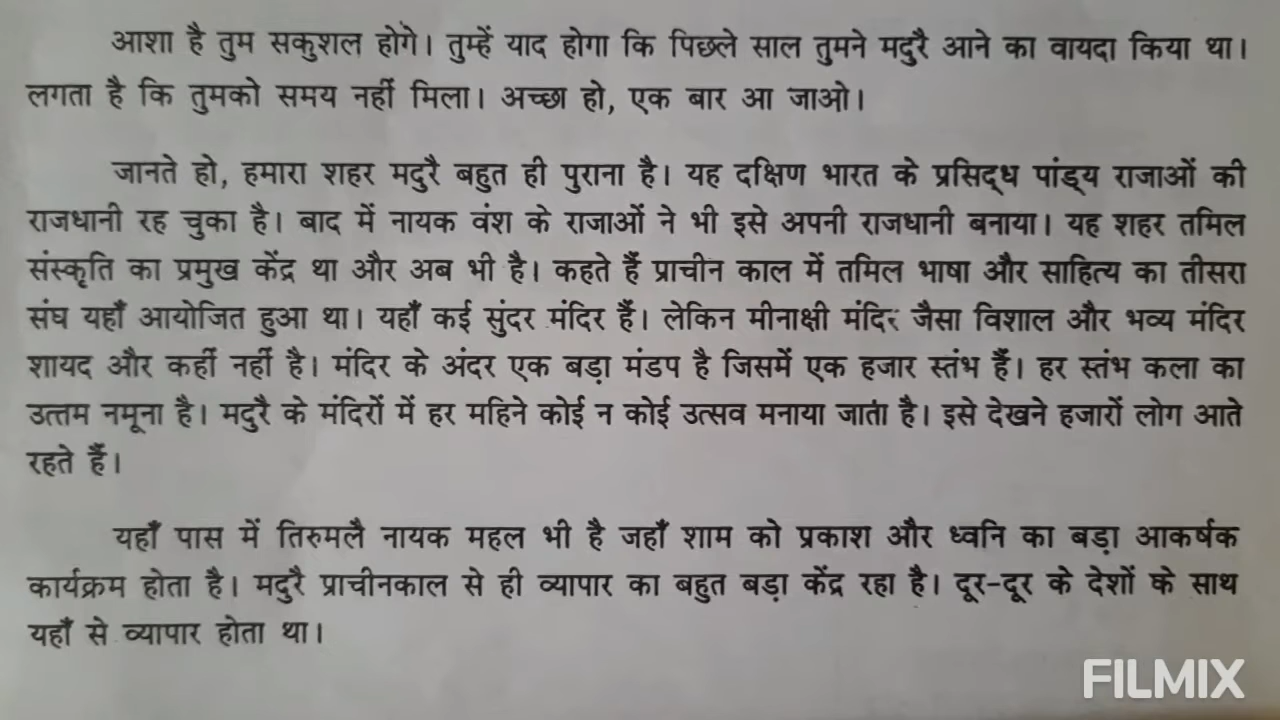 आशा है तुम सकुशल होगे। तुम्हें याद होगा कि पिछले साल तुमने मदुरै आने का वायदा किया था।
लगता है कि तुमको समय नहीं मिला। अच्छा हो, एक बार आ जाओ।
जानते हो, हमारा शहर मदुरै बहुत ही पुराना है। यह दक्षिण भारत के प्रसिद्ध पांड्य राजाओं की
राजधानी रह चुका है। बाद में नायक वंश के राजाओं ने भी इसे अपनी राजधानी बनाया। यह शहर तमिल
संस्कृति का प्रमुख केंद्र था और अब भी है। कहते हैं प्राचीन काल में तमिल भाषा और साहित्य का तीसरा
संघ यहाँ आयोजित हुआ था। यहाँ कई सुंदर मंदिर हैं। लेकिन मीनाक्षी मंदिर जैसा विशाल और भव्य मंदिर
शायद और कहीं नहीं है। मंदिर के अंदर एक बड़ा मंडप है जिसमें एक हजार स्तंभ हैं। हर स्तंभ कला का
उत्तम नमूना है। मदुरै के मंदिरों में हर महिने कोई न कोई उत्सव मनाया जाता है। इसे देखने हजारों लोग आते
रहते हैं।
यहाँ पास में तिरुमलै नायक महल भी है जहाँ शाम को प्रकाश और ध्वनि का बड़ा आकर्षक
कार्यक्रम होता है। मदुरै प्राचीनकाल से ही व्यापार का बहुत बड़ा केंद्र रहा है। दूर-दूर के देशों के साथ
यहाँ से व्यापार होता था।
FILMIX